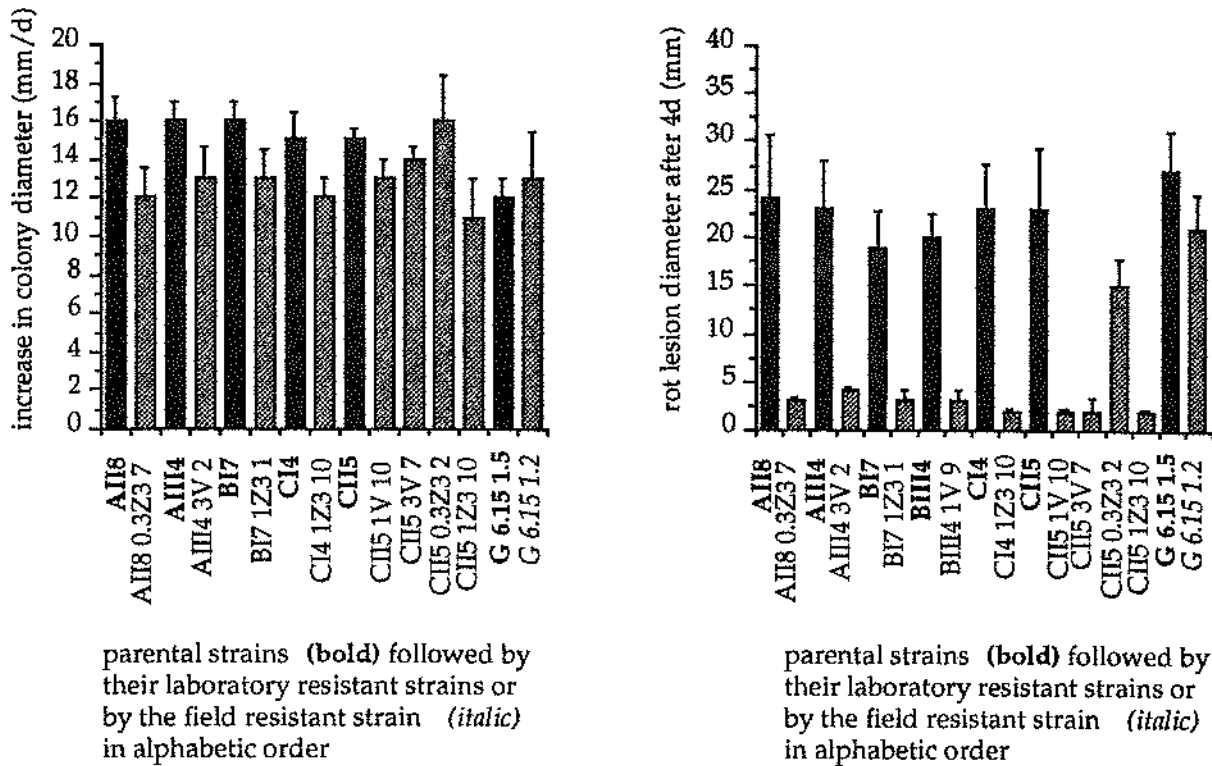 increase in colony diameter (mm/d)
20
18
16
14
12
10
8
6
4
2
0
AII8
AII8 0.3Z3 7
AIII4
AIII4 3V 2
BI7
BI7 1Z3 1
CI4
CI4 1Z3 10
CII5
CII5 1V 10
CII5 3V 7
CII5 0.3Z3 2
CII5 1Z3 10
G 6.15 1.5
G 6.15 1.2
parental strains (bold) followed by
their laboratory resistant strains or
by the field resistant strain (italic)
in alphabetic order
rot lesion diameter after 4d (mm)
40
35
30
25
20
15
10
5
0
AII8
AII8 0.3Z3 7
AIII4
AIII4 3V 2
BI7
BI7 1Z3 1
BIII4
BIII4 1V 9
CI4
CI4 1Z3 10
CII5
CII5 1V 10
CII5 3V 7
CII5 0.3Z3 2
CII5 1Z3 10
G 6.15 1.5
G 6.15 1.2
parental strains (bold) followed by
their laboratory resistant strains or
by the field resistant strain (italic)
in alphabetic order